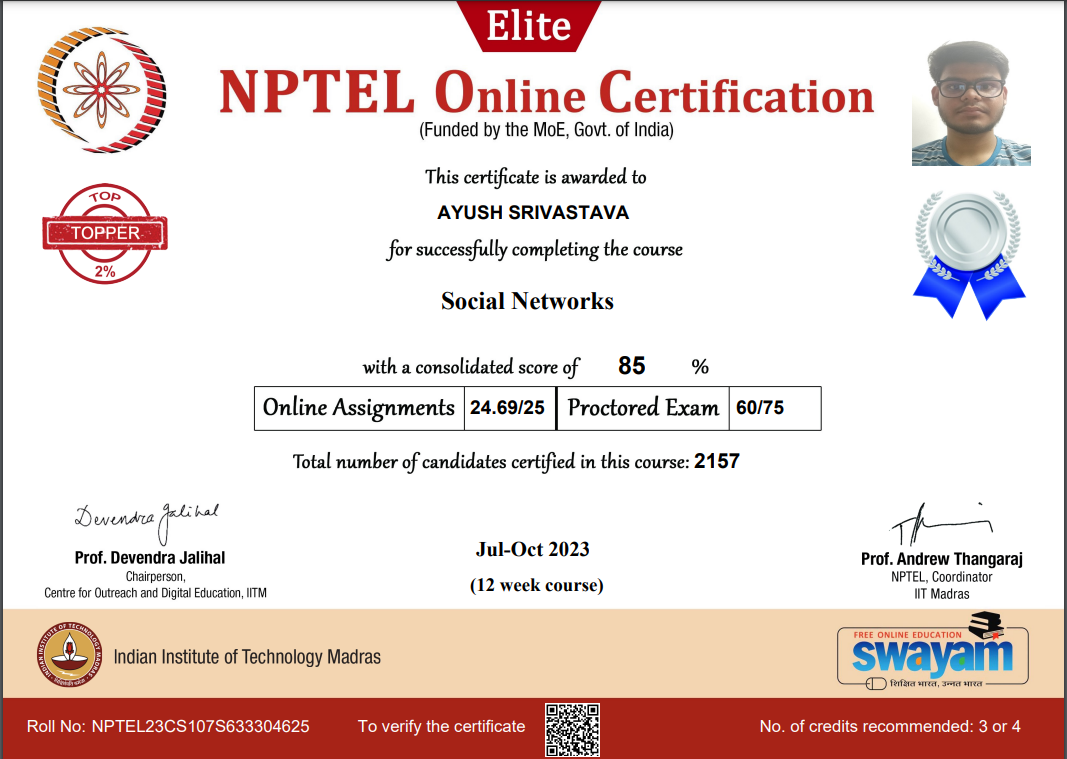 Elite
NPTEL Online Certification
(Funded by the MoE, Govt. of India)
This certificate is awarded to
AYUSH SRIVASTAVA
for successfully completing the course
TOP
TOPPER
2%
Social Networks
with a consolidated score of 85 %
Online Assignments 24.69/25 Proctored Exam 60/75
Total number of candidates certified in this course: 2157
Devendra Jalihal
Prof. Devendra Jalihal
Chairperson,
Centre for Outreach and Digital Education, IITM
Jul-Oct 2023
(12 week course)
Prof. Andrew Thangaraj
NPTEL, Coordinator
IIT Madras
INDIAN INSTITUTE OF TECHNOLOGY MADRAS
Indian Institute of Technology Madras
FREE ONLINE EDUCATION
swayam
शिक्षित भारत, उन्नत भारत
Roll No: NPTEL23CS107S633304625
To verify the certificate
No. of credits recommended: 3 or 4